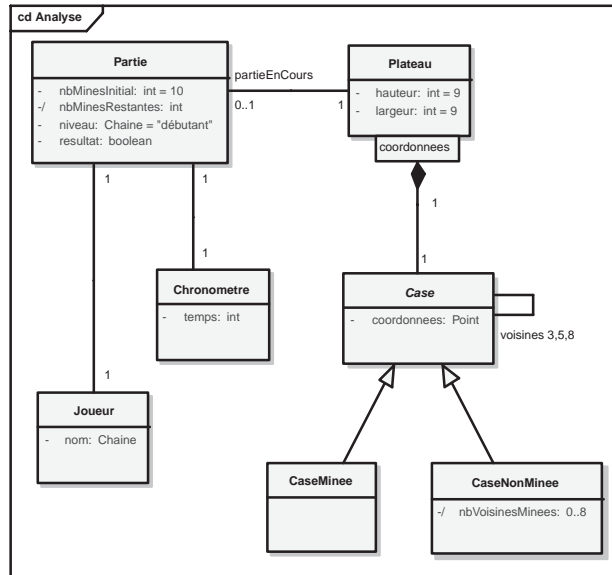 cd Analyse
Partie
- nbMinesInitial: int = 10
-/ nbMinesRestantes: int
- niveau: Chaine = "débutant"
- resultat: boolean
partieEnCours
0..1
1
Plateau
- hauteur: int = 9
- largeur: int = 9
coordonnees
1
1
1
1
1
1
Chronometre
- temps: int
Case
- coordonnees: Point
voisines 3,5,8
Joueur
- nom: Chaine
CaseMinee
CaseNonMinee
-/ nbVoisinesMinees: 0..8